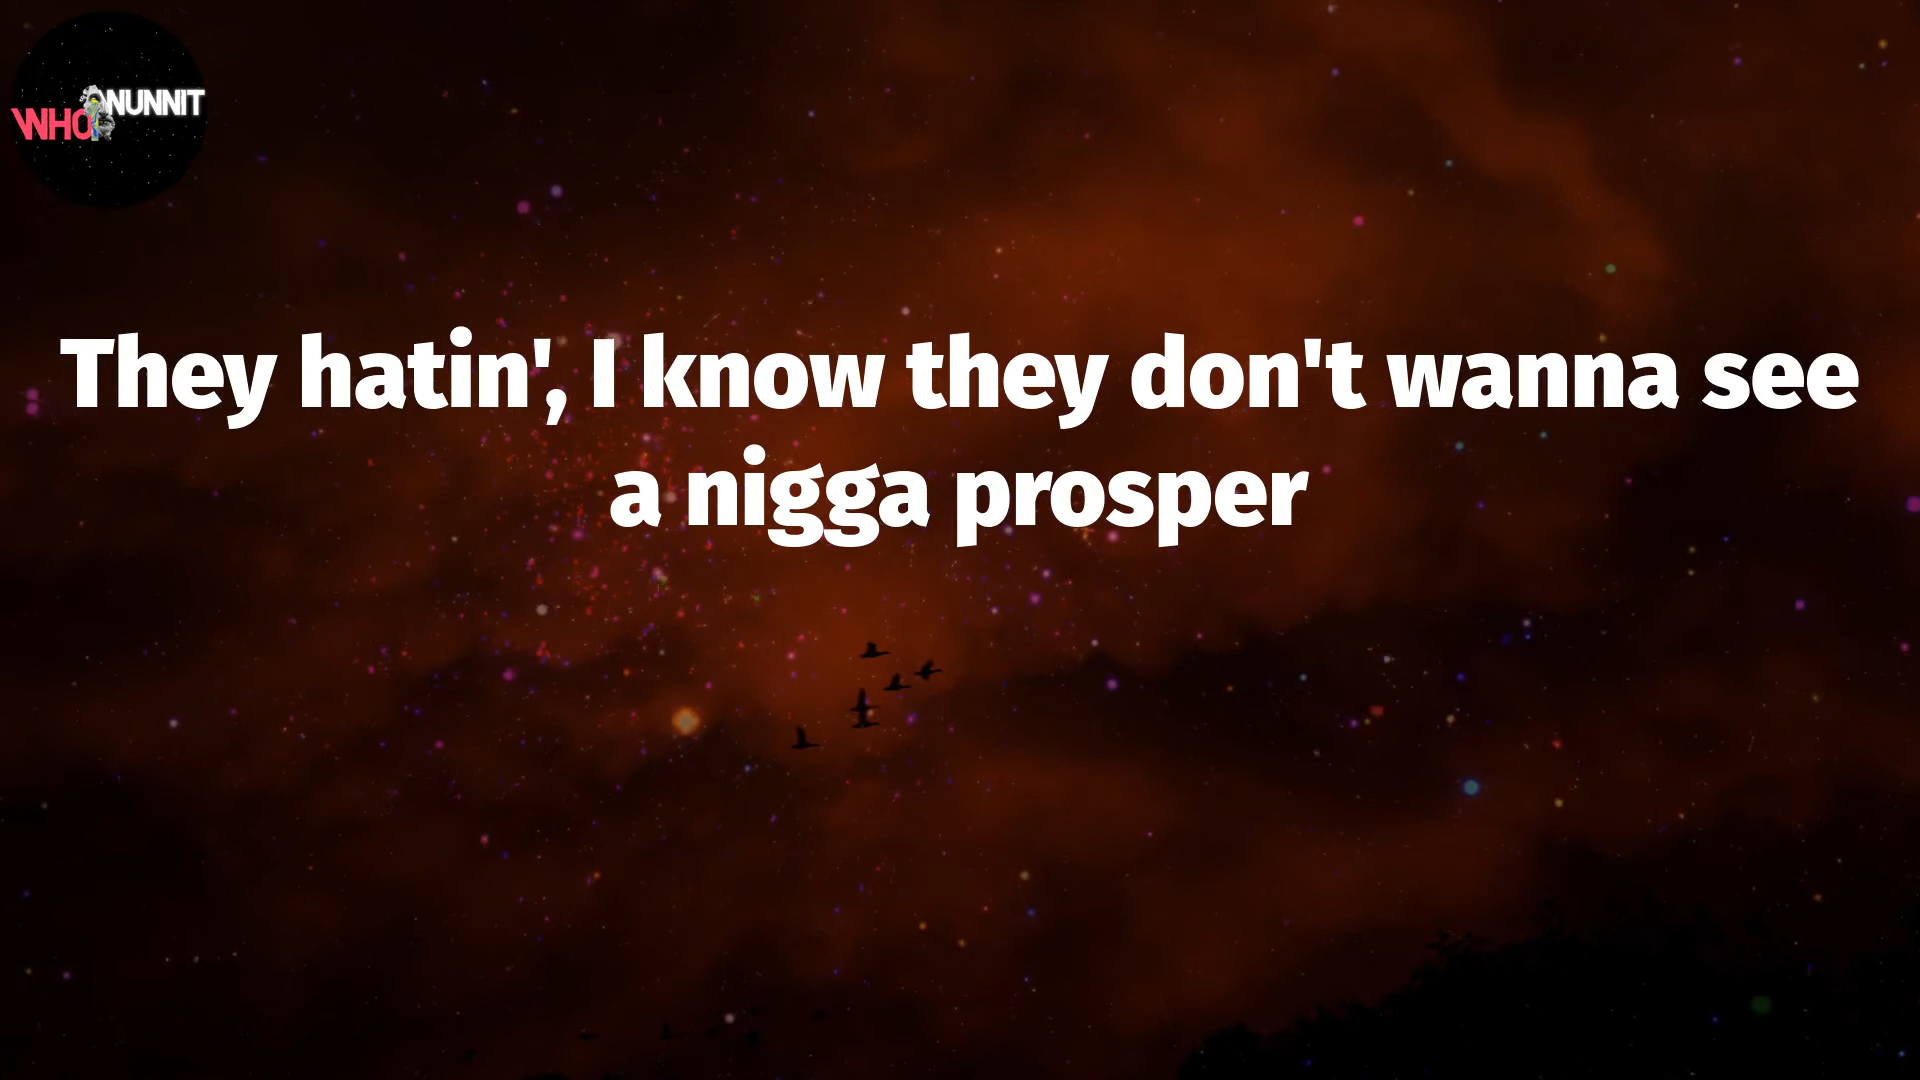 WHO NUNNIT
They hatin', I know they don't wanna see
a nigga prosper